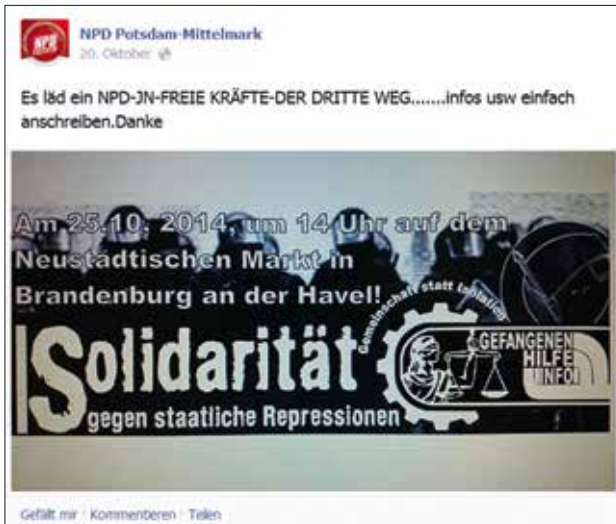 NPD
NPD Potsdam-Mittelmark
20. Oktober
Es läd ein NPD-JN-FREIE KRÄFTE-DER DRITTE WEG.......infos usw einfach
anschreiben.Danke
Am 25.10. 2014 um 14 Uhr auf dem
Neustädtischen Markt in
Brandenburg an der Havel!
Solidarität
gegen staatliche Repressionen
Gemeinschaft statt Isolation
GEFANGENEN
HILFE
INFO
Gefällt mir · Kommentieren · Teilen